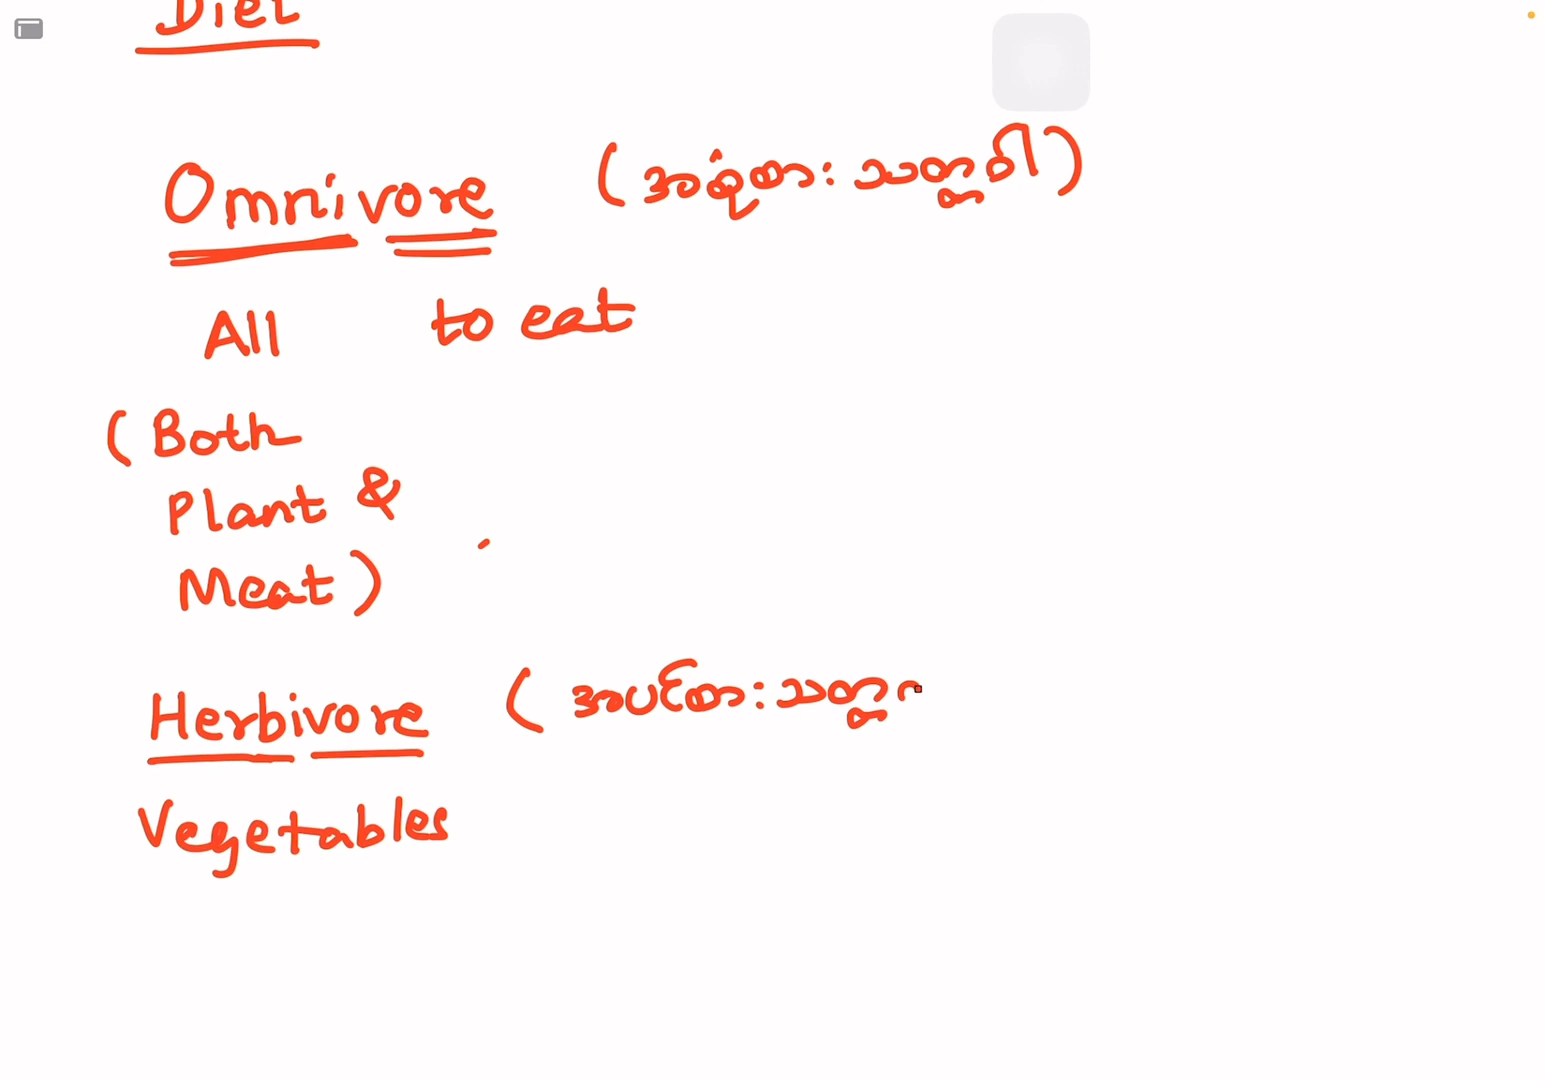 Diet
Omnivore (အစုံစား သတ္တဝါ)
All to eat
(Both
Plant &
Meat)
Herbivore (အပင်စား သတ္တ
Vegetables